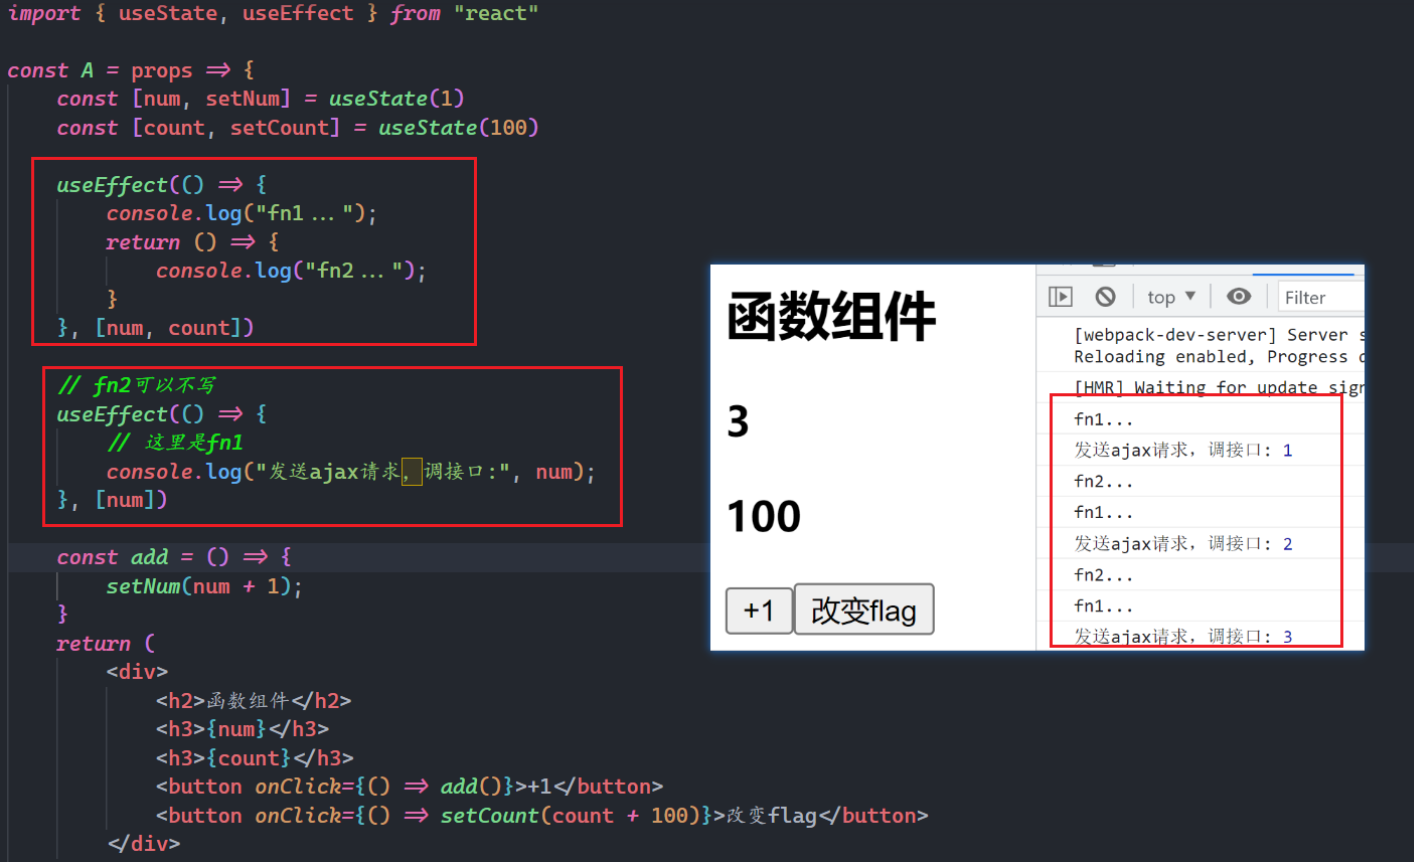 import { useState, useEffect } from "react"
const A = props => {
const [num, setNum] = useState(1)
const [count, setCount] = useState(100)
useEffect(() => {
console.log("fn1...");
return () => {
console.log("fn2...");
}
}, [num, count])
// fn2可以不写
useEffect(() => {
// 这里是fn1
console.log("发送ajax请求，调接口:", num);
}, [num])
const add = () => {
setNum(num + 1);
}
return (
<div>
<h2>函数组件</h2>
<h3>{num}</h3>
<h3>{count}</h3>
<button onClick={() => add()}>+1</button>
<button onClick={() => setCount(count + 100)}>改变flag</button>
</div>
函数组件
3
100
+1 改变flag
top ▼ Filter
[webpack-dev-server] Server s
Reloading enabled, Progress
[HMR] Waiting for update sign
fn1...
发送ajax请求，调接口: 1
fn2...
fn1...
发送ajax请求，调接口: 2
fn2...
fn1...
发送ajax请求，调接口: 3